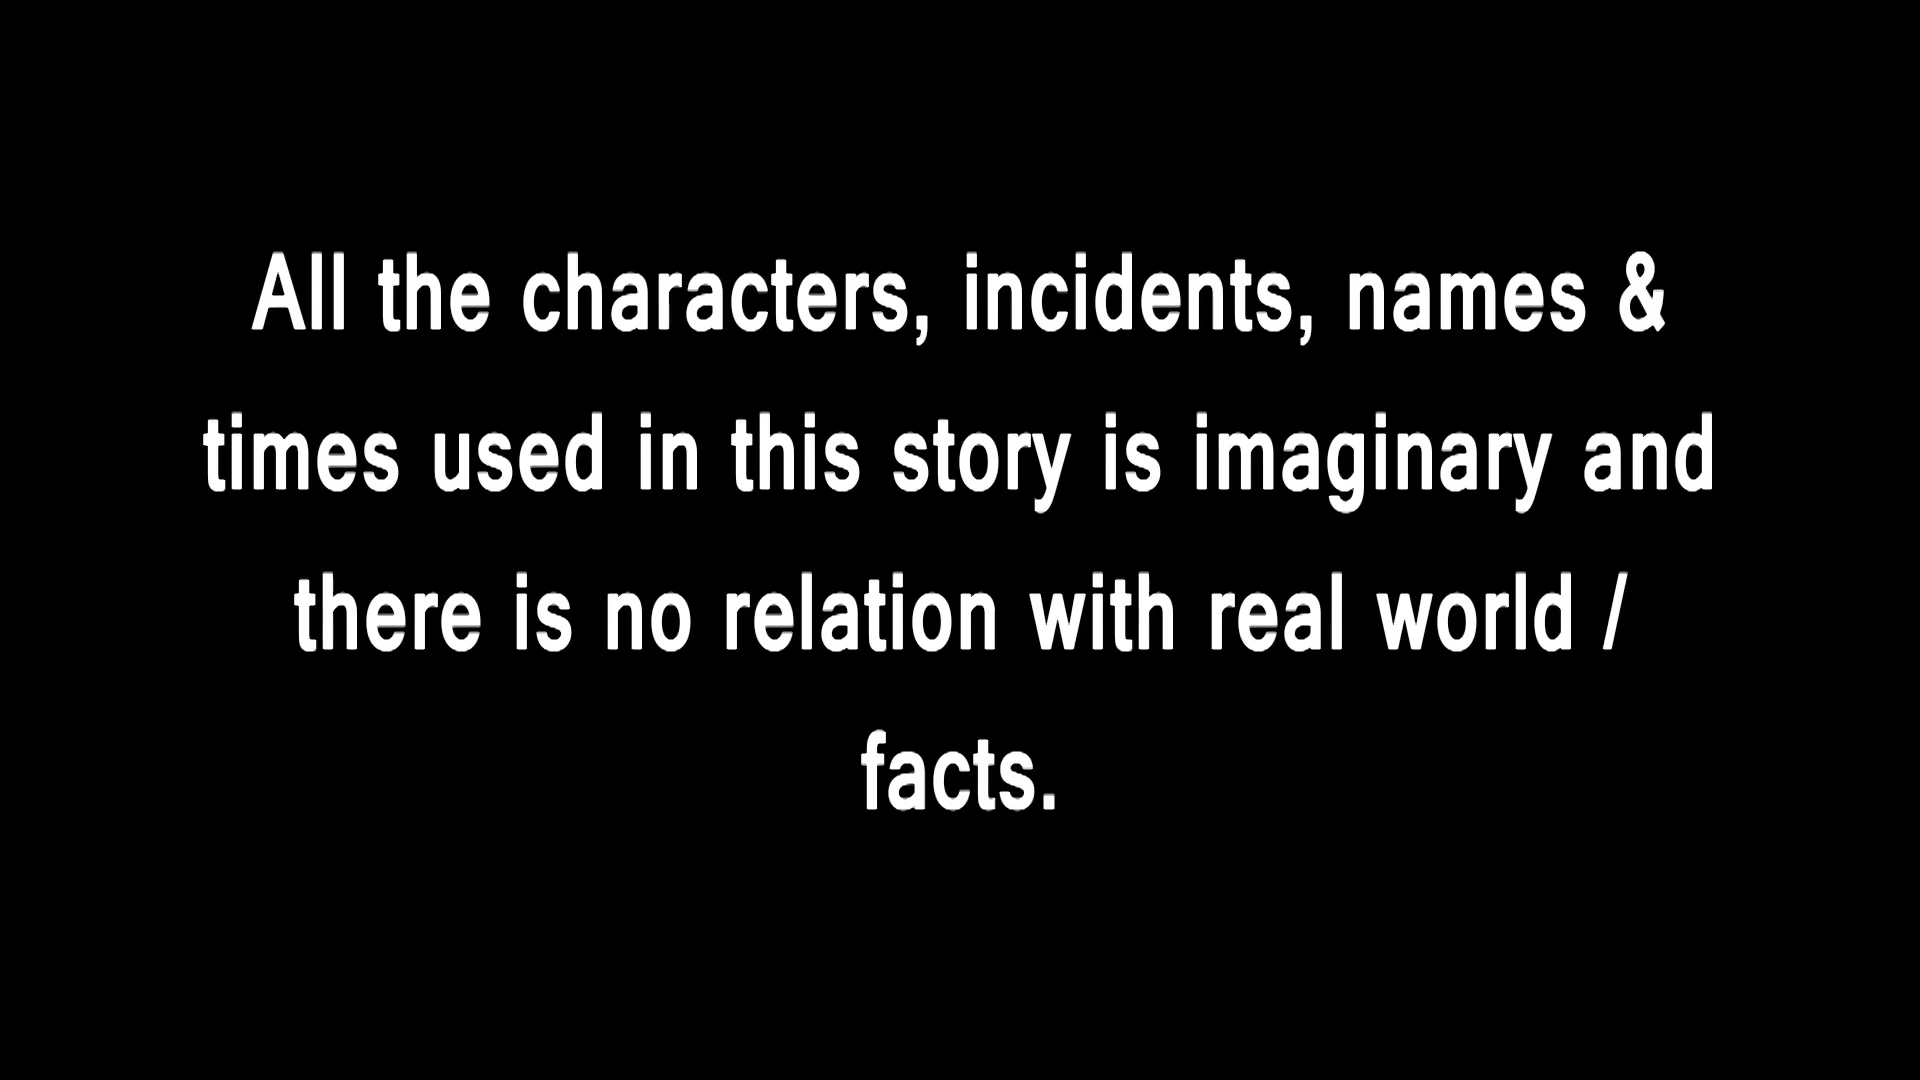 All the characters, incidents, names &
times used in this story is imaginary and
there is no relation with real world /
facts.